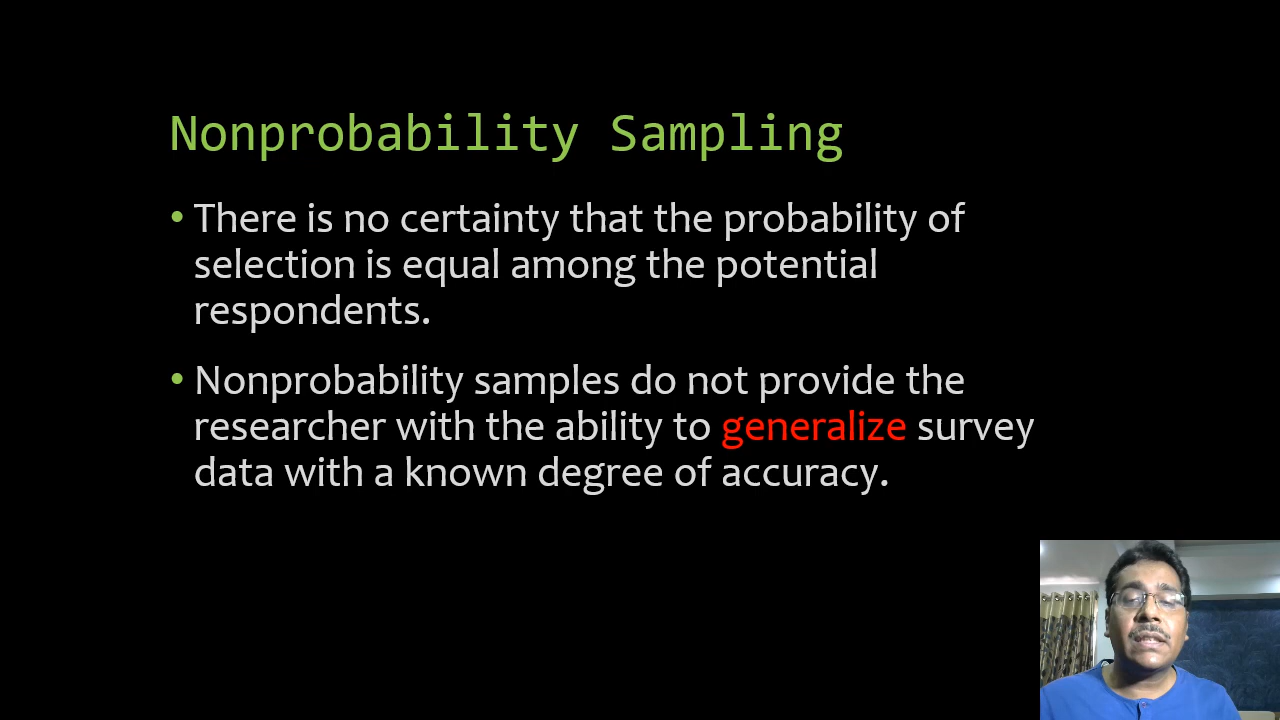 Nonprobability Sampling
• There is no certainty that the probability of
selection is equal among the potential
respondents.
• Nonprobability samples do not provide the
researcher with the ability to generalize survey
data with a known degree of accuracy.